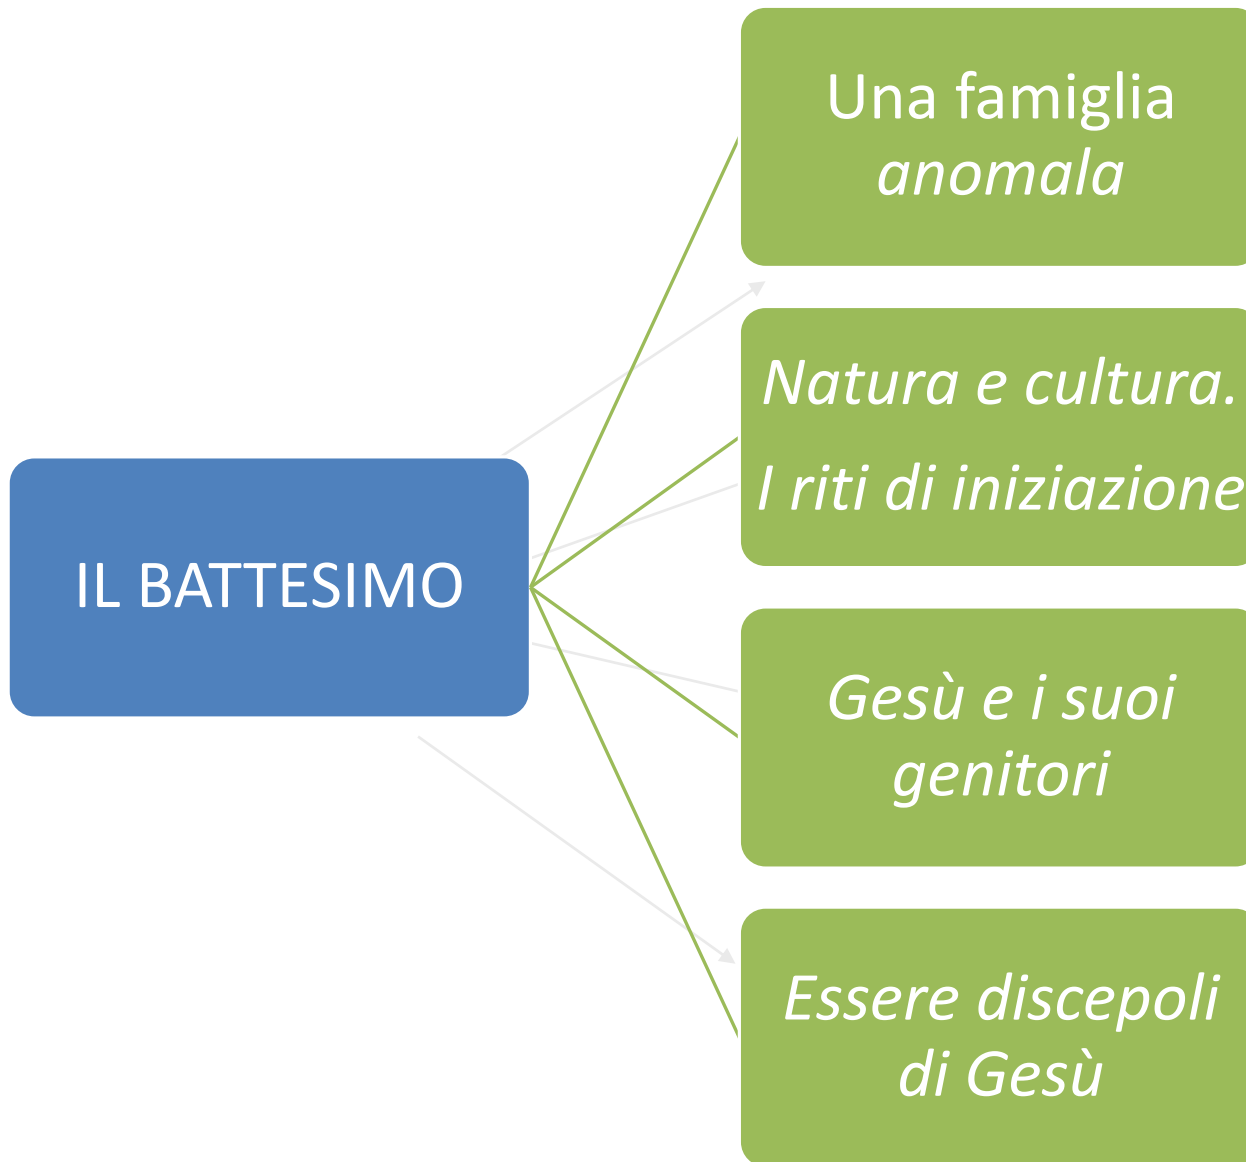 Una famiglia
anomala
Natura e cultura.
I riti di iniziazione
IL BATTESIMO
Gesù e i suoi
genitori
Essere discepoli
di Gesù